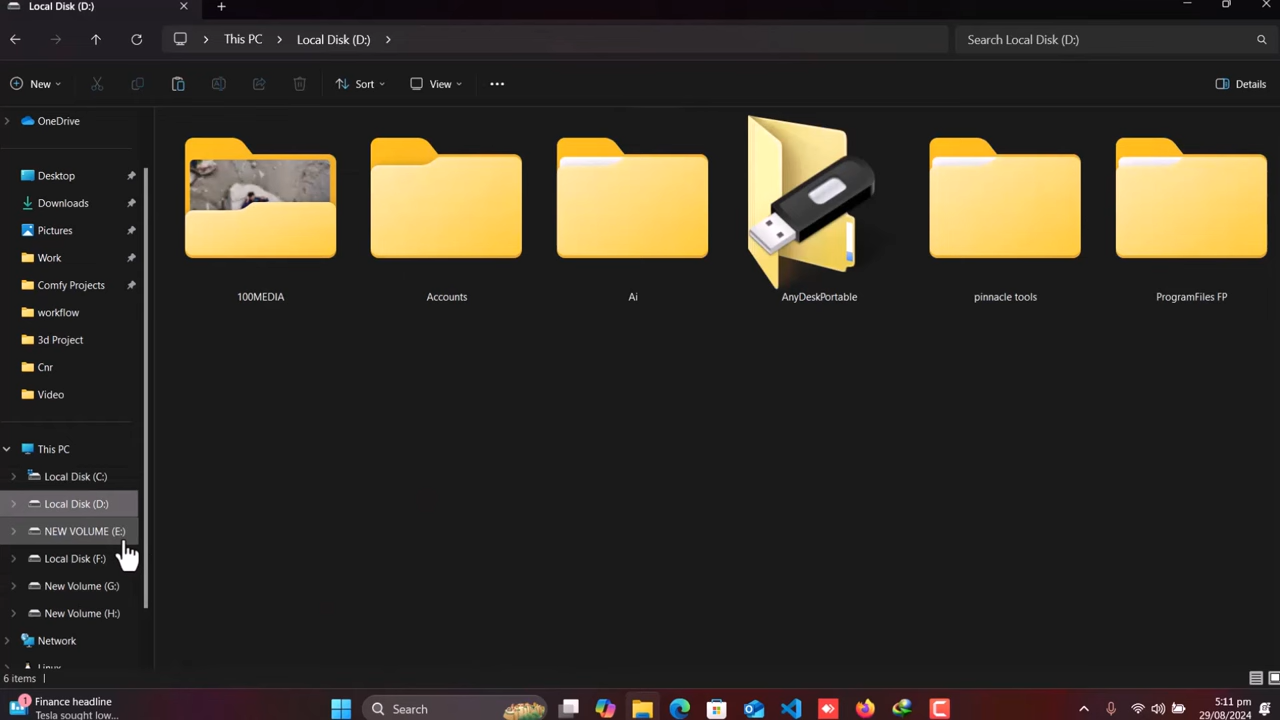 Local Disk (D:)
This PC
Local Disk (D:)
Search Local Disk (D:)
New
Sort
View
Details
OneDrive
Desktop
Downloads
Pictures
Work
Comfy Projects
workflow
3d Project
Cnr
Video
This PC
Local Disk (C:)
Local Disk (D:)
NEW VOLUME (E:)
Local Disk (F:)
New Volume (G:)
New Volume (H:)
Network
Linux
100MEDIA
Accounts
Ai
AnyDeskPortable
pinnacle tools
ProgramFiles FP
6 items
1
Finance headline
Tesla sought low...
Search
5:11 pm
29/08/2024